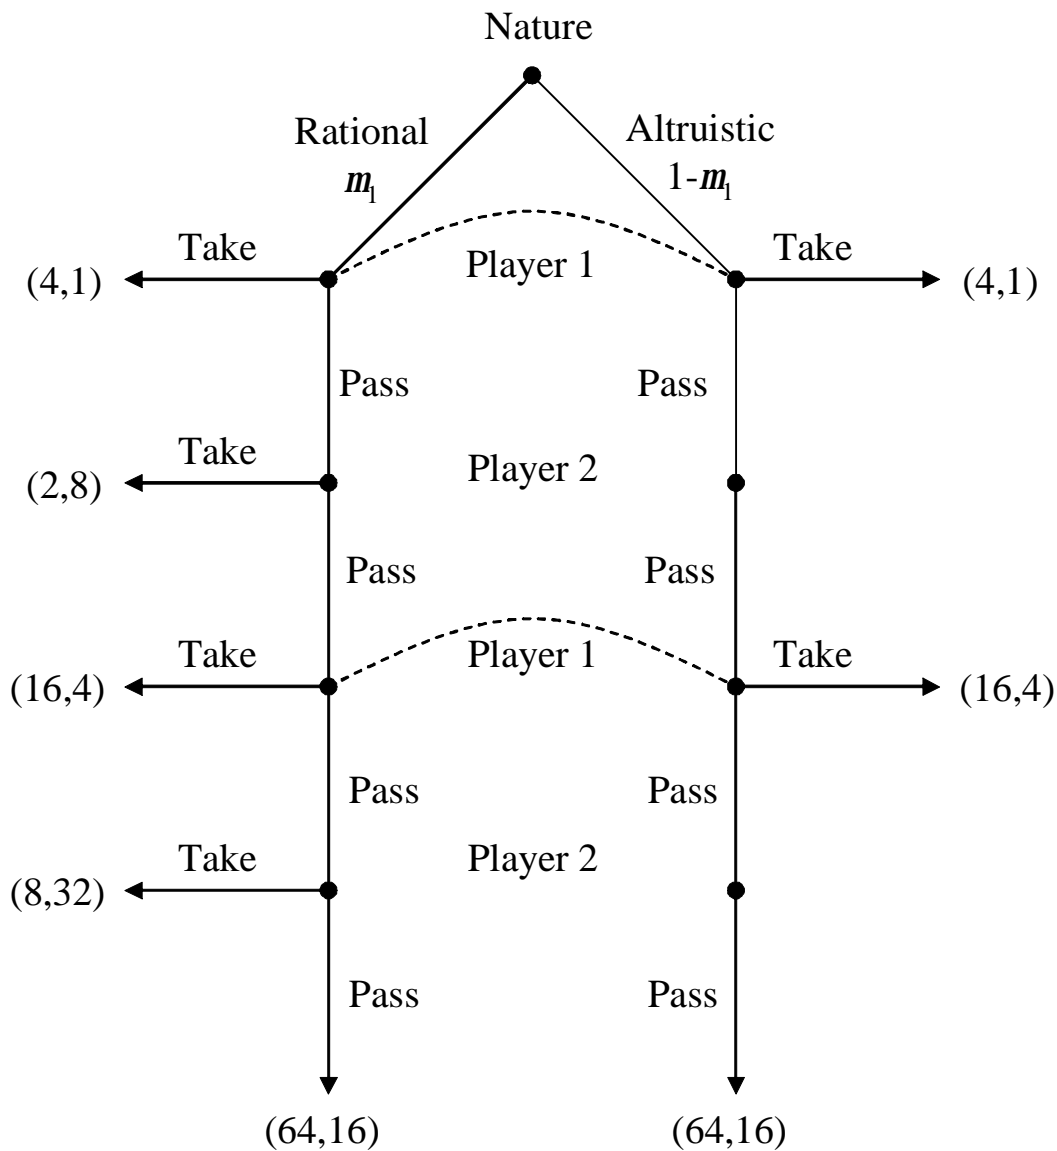 Nature
Rational
m₁
Altruistic
1-m₁
Take
Player 1
Take
(4,1)
(4,1)
Pass
Pass
Take
Player 2
(2,8)
Pass
Pass
Take
Player 1
Take
(16,4)
(16,4)
Pass
Pass
Take
Player 2
(8,32)
Pass
Pass
(64,16)
(64,16)